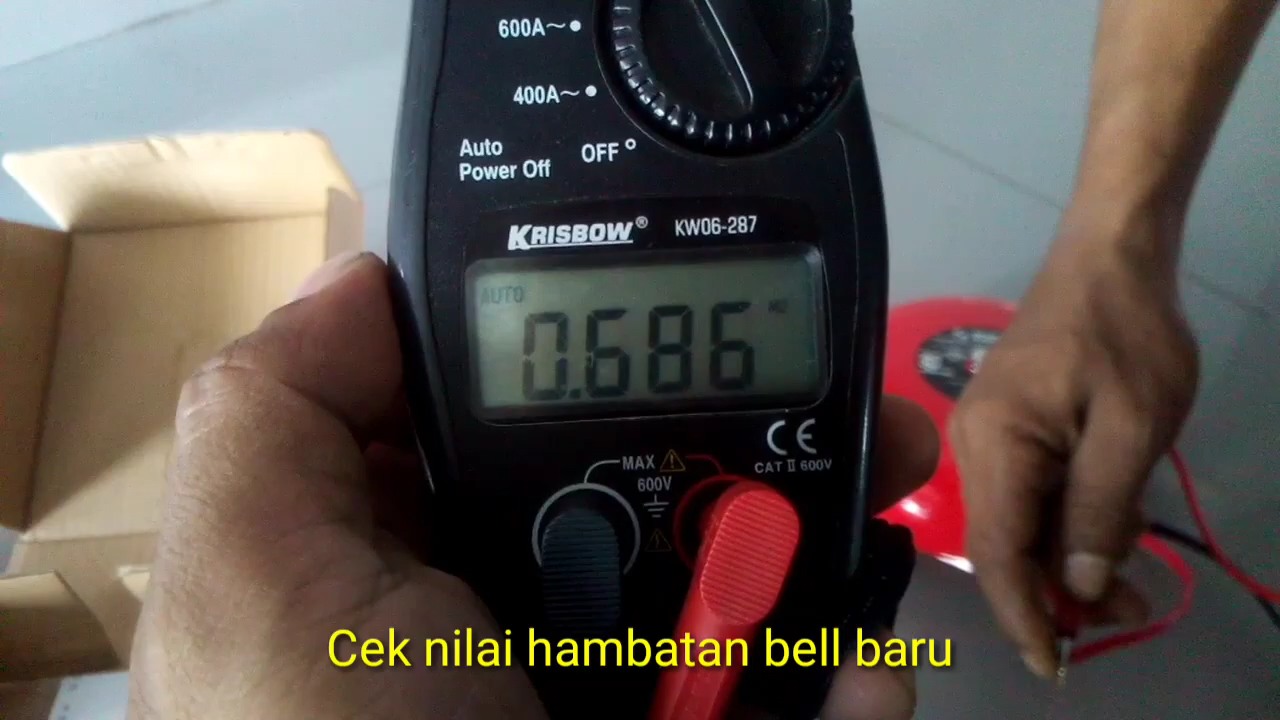 600A~
400A~
Auto
Power Off
OFF
KRISBOW® KW06-287
AUTO
0.686
CE
MAX
CAT II 600V
600V
Cek nilai hambatan bell baru